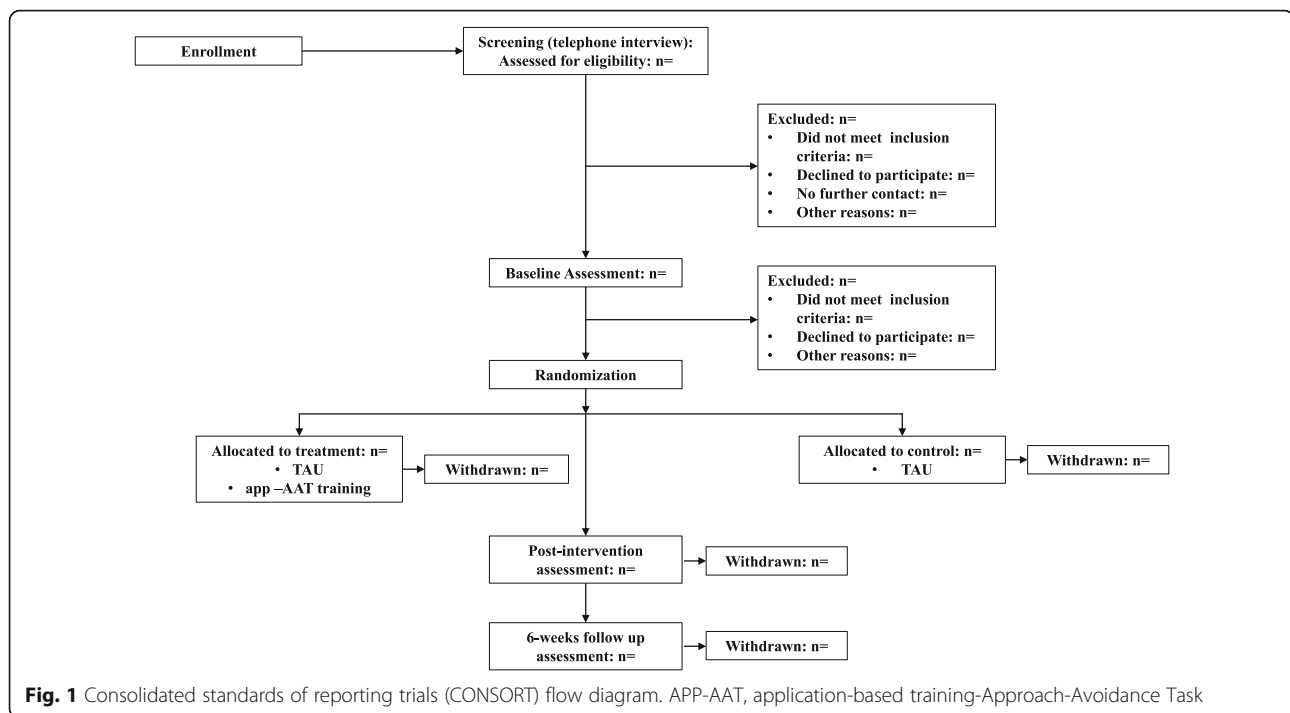 Enrollment
Screening (telephone interview):
Assessed for eligibility: n=
Excluded: n=
• Did not meet inclusion
criteria: n=
• Declined to participate: n=
• No further contact: n=
• Other reasons: n=
Baseline Assessment: n=
Excluded: n=
• Did not meet inclusion
criteria: n=
• Declined to participate: n=
• Other reasons: n=
Randomization
Allocated to treatment: n=
• TAU
• app –AAT training
Withdrawn: n=
Allocated to control: n=
• TAU
Withdrawn: n=
Post-intervention
assessment: n=
Withdrawn: n=
6-weeks follow up
assessment: n=
Withdrawn: n=
Fig. 1 Consolidated standards of reporting trials (CONSORT) flow diagram. APP-AAT, application-based training-Approach-Avoidance Task